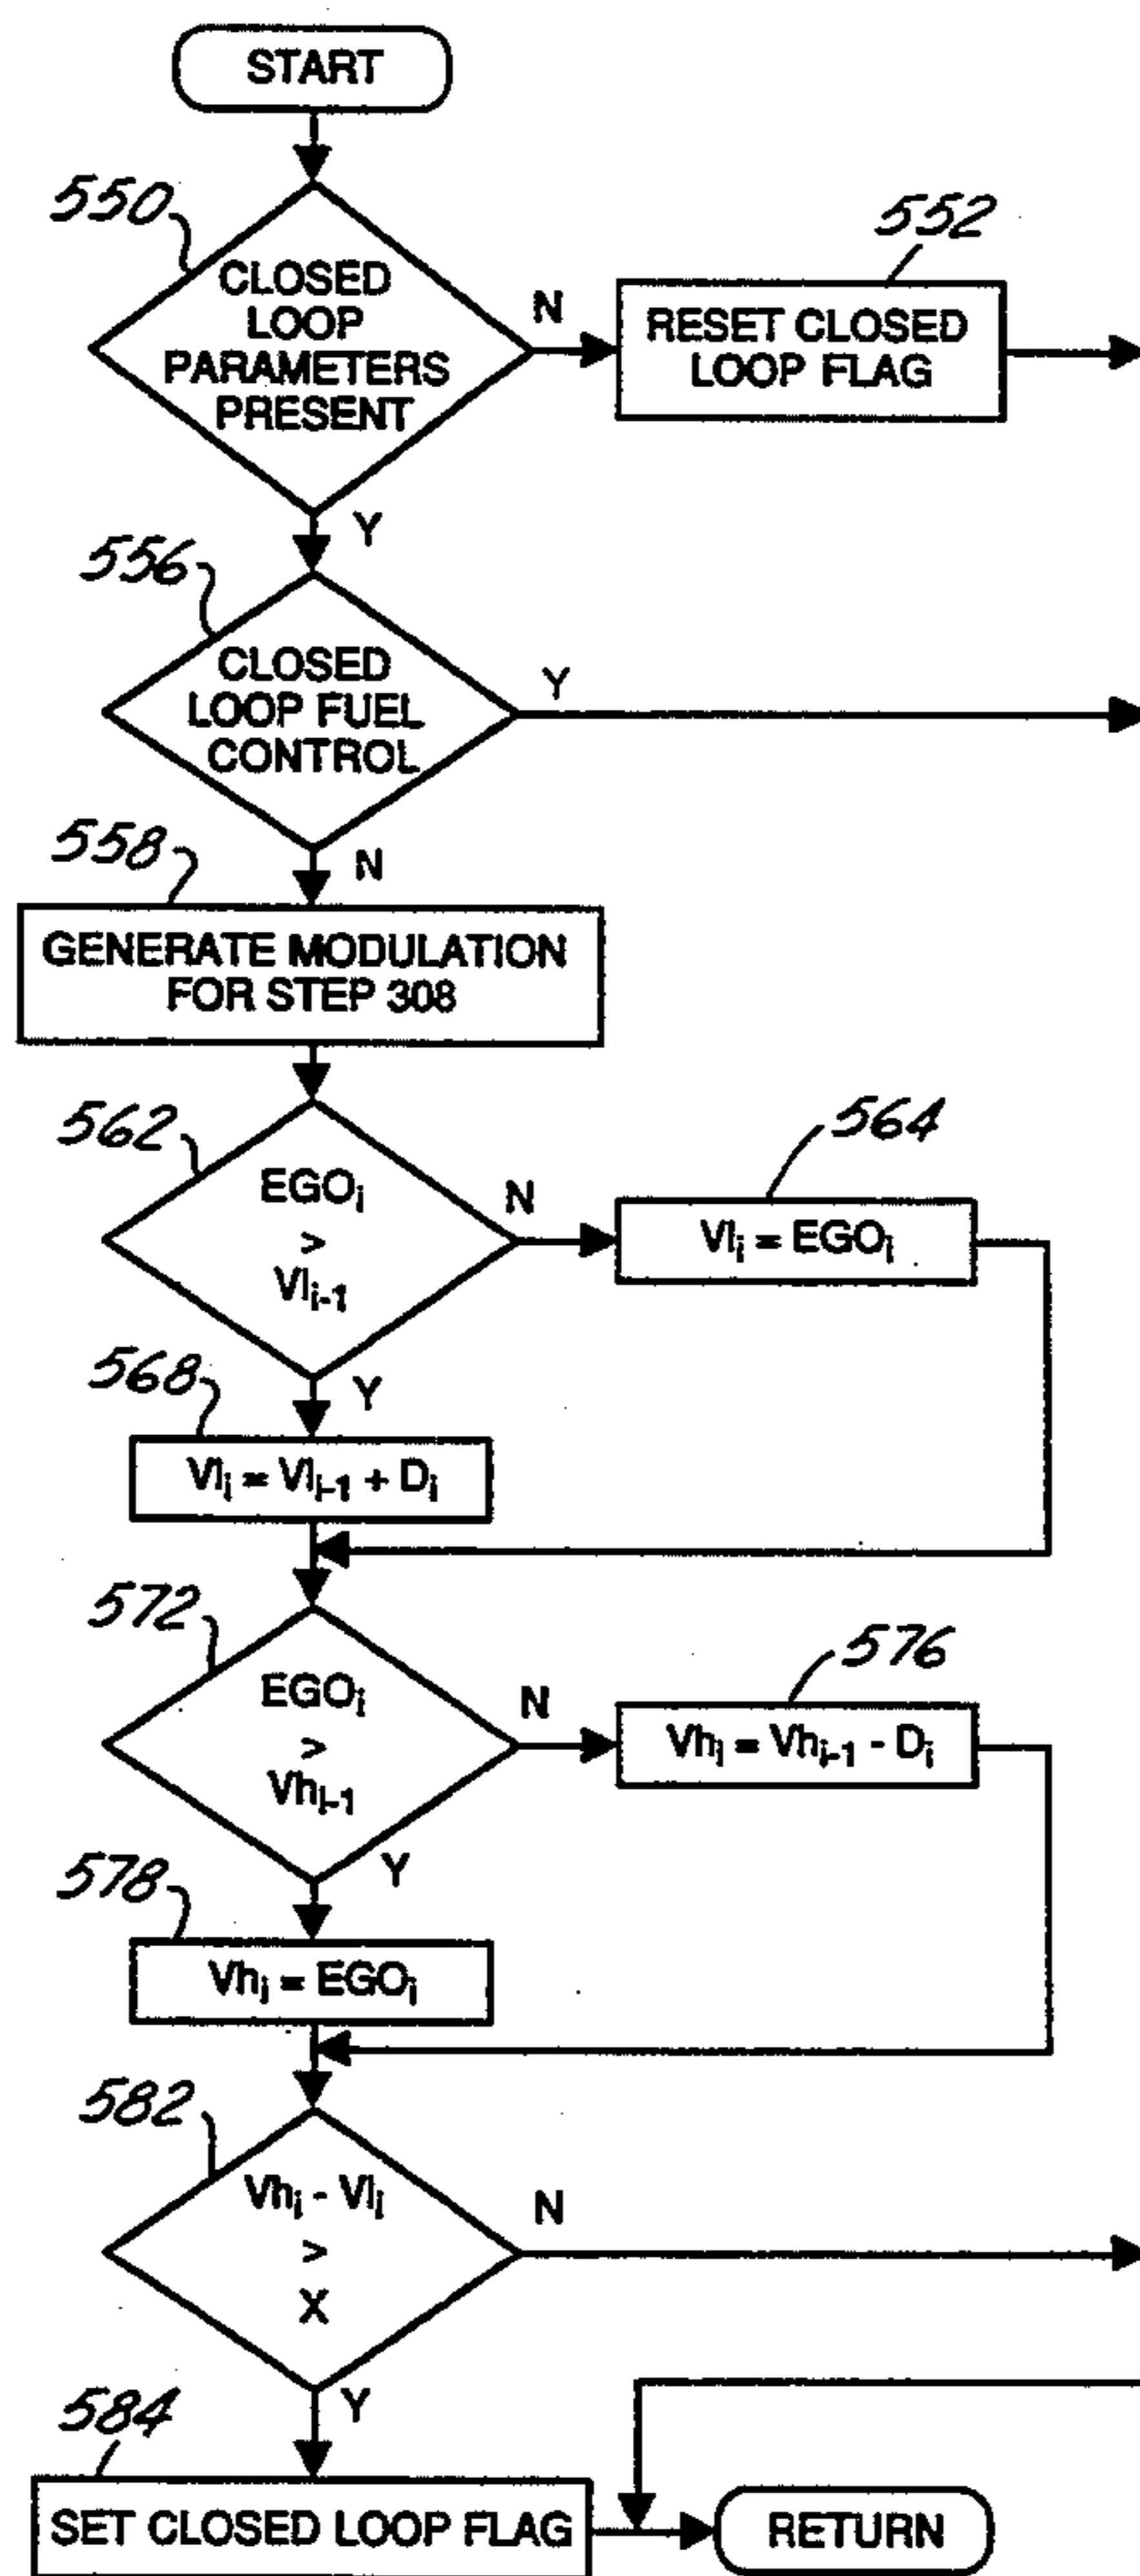 START
550
CLOSED
LOOP
PARAMETERS
PRESENT
N
552
RESET CLOSED
LOOP FLAG
Y
556
CLOSED
LOOP FUEL
CONTROL
Y
N
558
GENERATE MODULATION
FOR STEP 308
562
EGOi
>
Vli-1
N
564
Vli = EGOi
Y
568
Vli = Vli-1 + Di
572
EGOi
>
Vhi-1
N
576
Vhi = Vhi-1 - Di
Y
578
Vhi = EGOi
582
Vhi - Vli
>
X
N
Y
584
SET CLOSED LOOP FLAG
RETURN